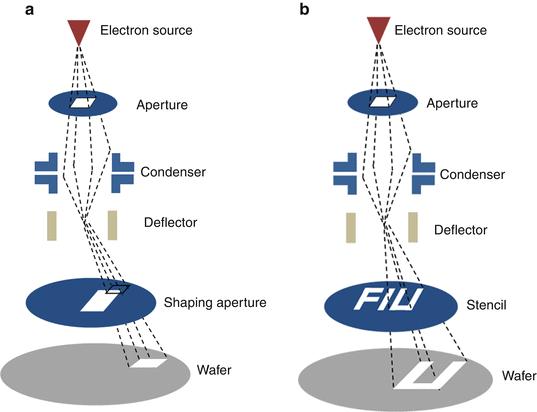 a
Electron source
Aperture
Condenser
Deflector
Shaping aperture
Wafer
b
Electron source
Aperture
Condenser
Deflector
FIU
Stencil
Wafer